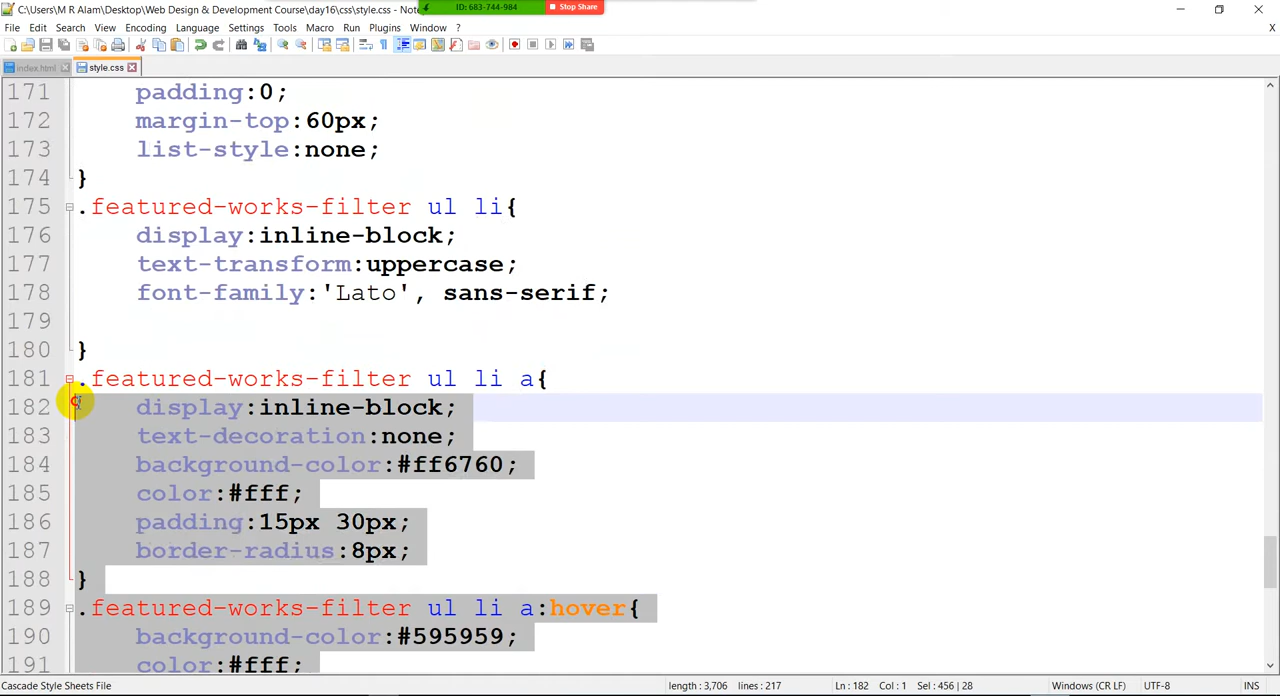 C:\Users\M R Alam\Desktop\Web Design & Development Course\day16\css\style.css - Note
ID: 683-744-984
Stop Share
File Edit Search View Encoding Language Settings Tools Macro Run Plugins Window ?
X
index.html style.css
171 padding:0;
172 margin-top:60px;
173 list-style:none;
174 }
175 .featured-works-filter ul li{
176 display:inline-block;
177 text-transform:uppercase;
178 font-family:'Lato', sans-serif;
179
180 }
181 .featured-works-filter ul li a{
182 display:inline-block;
183 text-decoration:none;
184 background-color:#ff6760;
185 color:#fff;
186 padding:15px 30px;
187 border-radius:8px;
188 }
189 .featured-works-filter ul li a:hover{
190 background-color:#595959;
191 color:#fff;
Cascade Style Sheets File length : 3,706 lines : 217 Ln : 182 Col : 1 Sel : 456 | 28 Windows (CR LF) UTF-8 INS